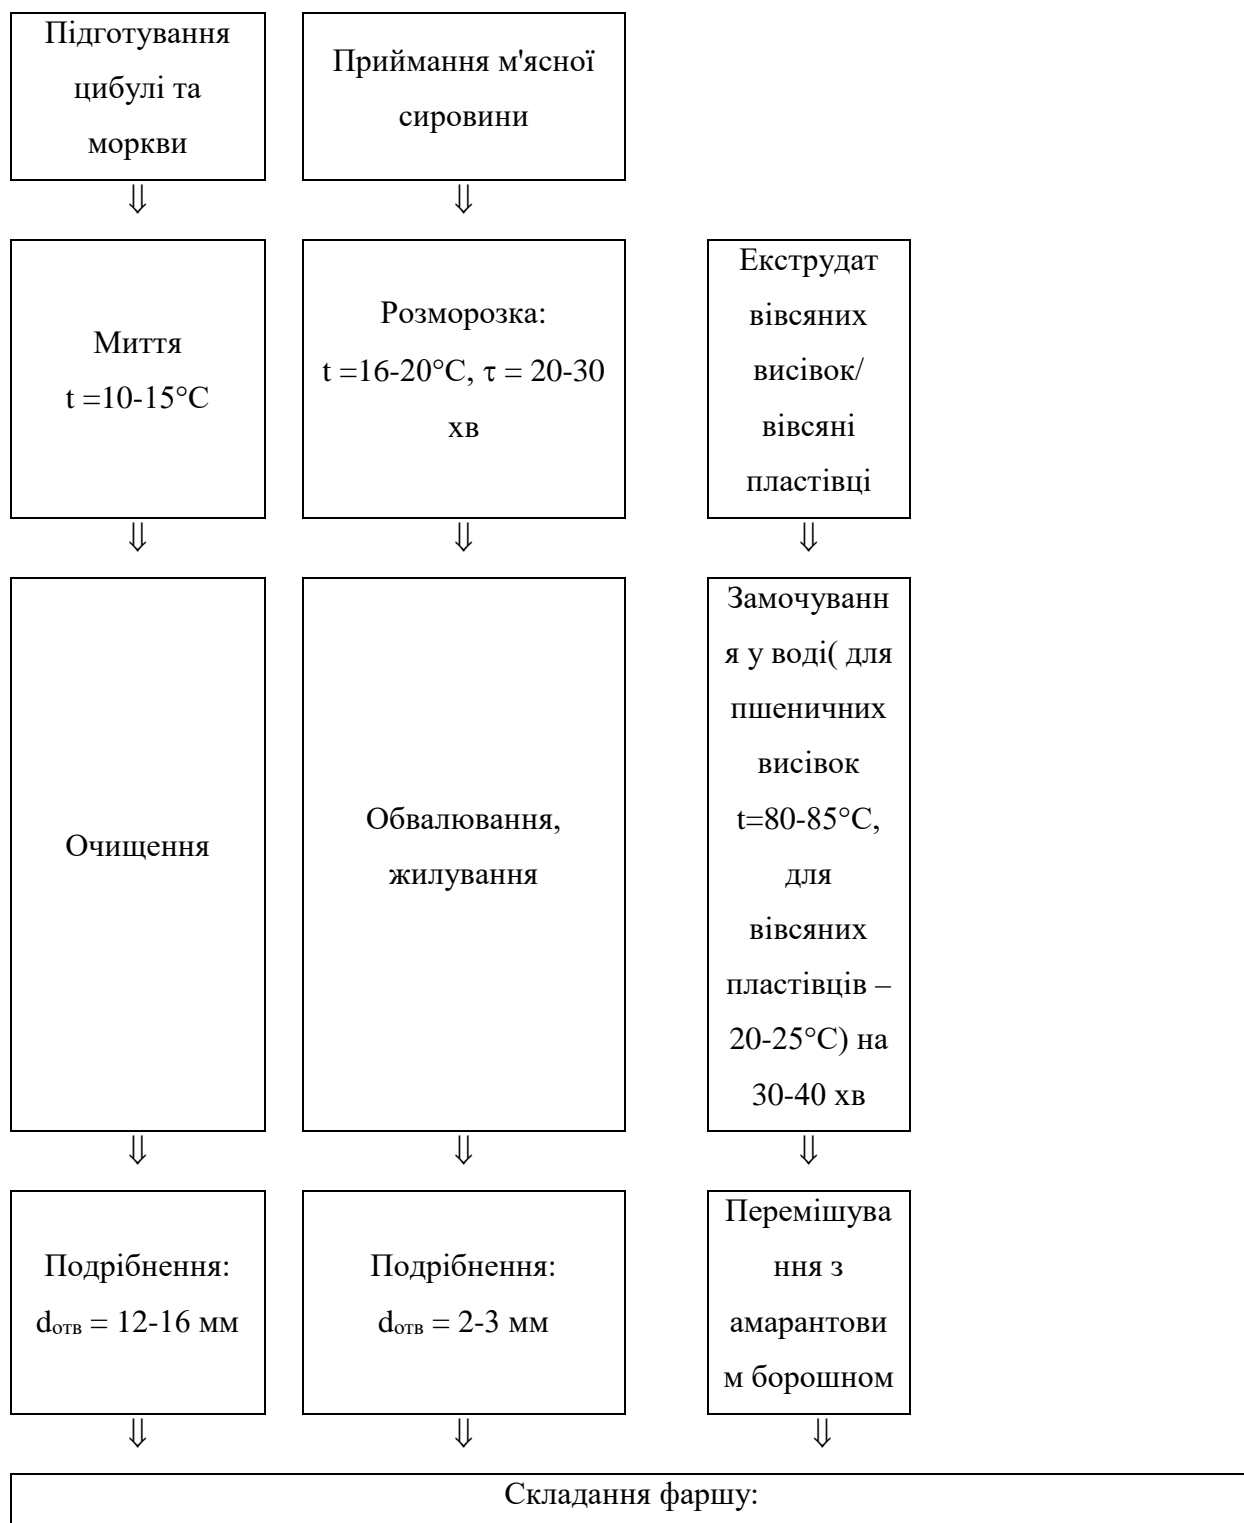 Підготування
цибулі та
моркви
Приймання м'ясної
сировини
⇓
⇓
Миття
t =10-15°C
Розморозка:
t =16-20°C, τ = 20-30
хв
Екструдат
вівсяних
висівок/
вівсяні
пластівці
⇓
⇓
⇓
Очищення
Обвалювання,
жилування
Замочуванн
я у воді( для
пшеничних
висівок
t=80-85°C,
для
вівсяних
пластівців –
20-25°C) на
30-40 хв
⇓
⇓
⇓
Подрібнення:
dотв = 12-16 мм
Подрібнення:
dотв = 2-3 мм
Перемішува
ння з
амарантови
м борошном
⇓
⇓
⇓
Складання фаршу: